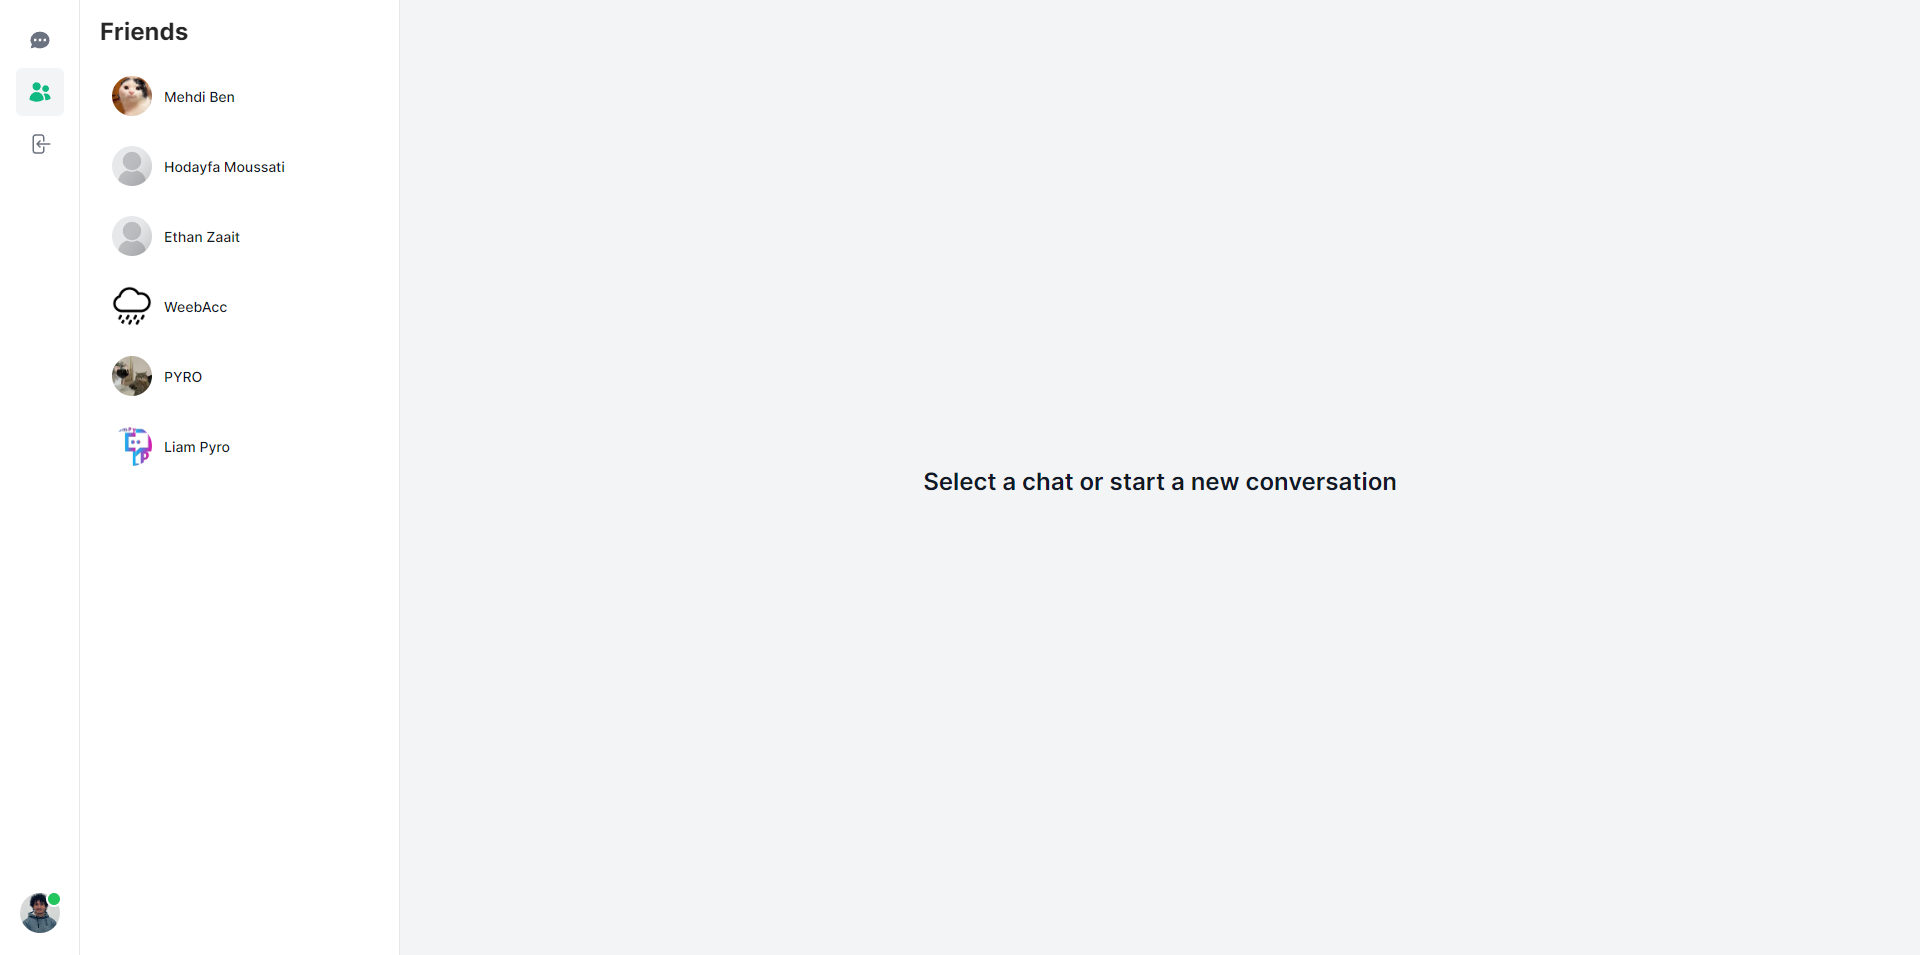 Friends
Mehdi Ben
Hodayfa Moussati
Ethan Zaait
WeebAcc
PYRO
Liam Pyro
Select a chat or start a new conversation